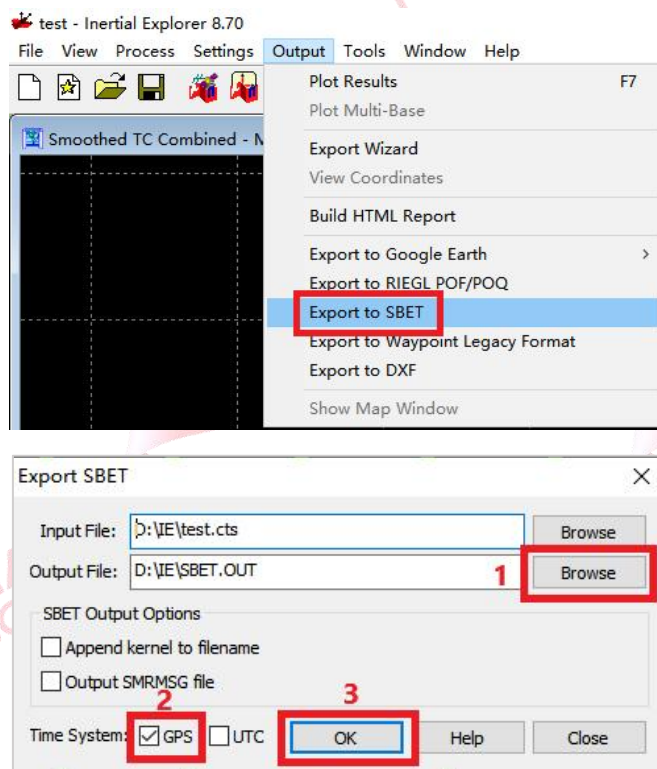 test - Inertial Explorer 8.70
File View Process Settings Output Tools Window Help
Plot Results F7
Plot Multi-Base
Smoothed TC Combined - M
Export Wizard
View Coordinates
Build HTML Report
Export to Google Earth >
Export to RIEGL POF/POQ
Export to SBET
Export to Waypoint Legacy Format
Export to DXF
Show Map Window
Export SBET
Input File: D:\IE\test.cts Browse
Output File: D:\IE\SBET.OUT 1 Browse
SBET Output Options
Append kernel to filename
Output SMRMSG file
2 3
Time System: GPS UTC OK Help Close